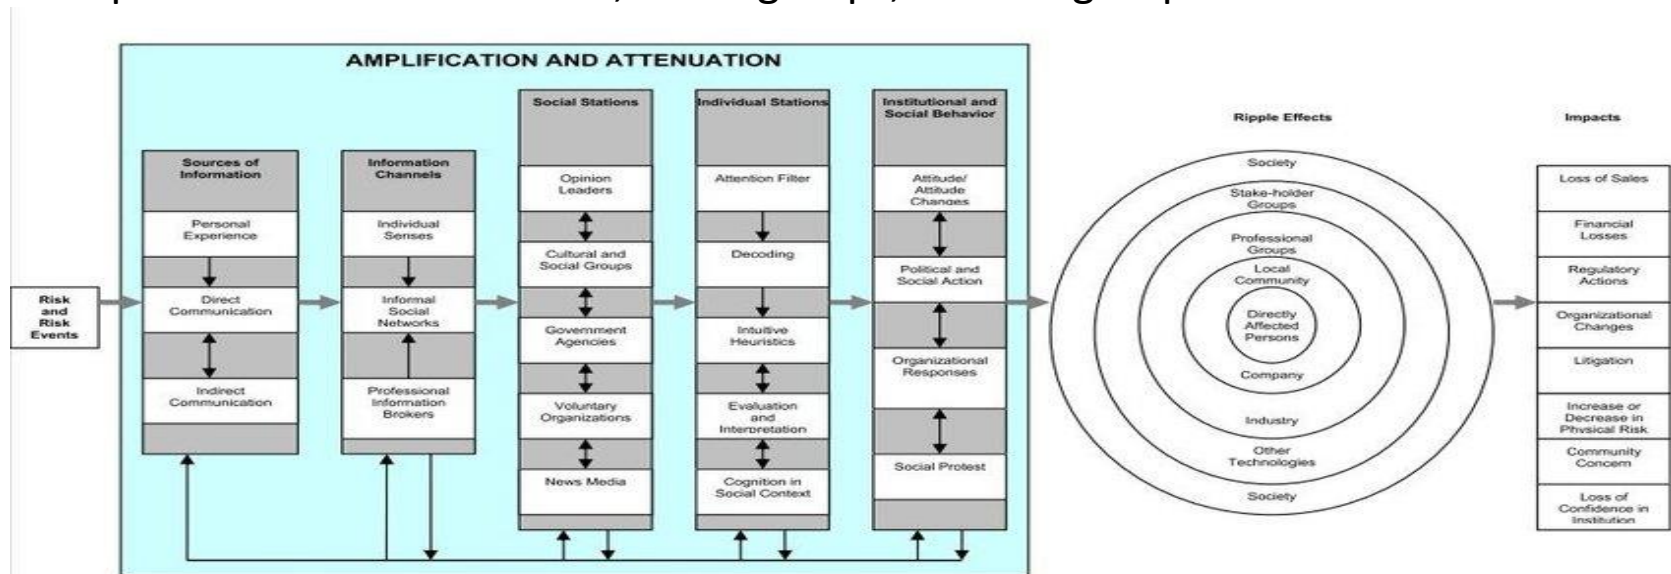 AMPLIFICATION AND ATTENUATION
Risk
and
Risk
Events
Sources of
Information
Personal
Experience
Direct
Communication
Indirect
Communication
Information
Channels
Individual
Senses
Informal
Social
Networks
Professional
Information
Brokers
Social Stations
Opinion
Leaders
Cultural and
Social Groups
Government
Agencies
Voluntary
Organizations
News Media
Individual Stations
Attention Filter
Decoding
Intuitive
Heuristics
Evaluation
and
Interpretation
Cognition in
Social Context
Institutional and
Social Behavior
Attitude/
Attitude
Changes
Political and
Social Action
Organizational
Responses
Social Protest
Ripple Effects
Society
Stake-holder
Groups
Professional
Groups
Local
Community
Directly
Affected
Persons
Company
Industry
Other
Technologies
Society
Impacts
Loss of Sales
Financial
Losses
Regulatory
Actions
Organizational
Changes
Litigation
Increase or
Decrease in
Physical Risk
Community
Concern
Loss of
Confidence in
Institution